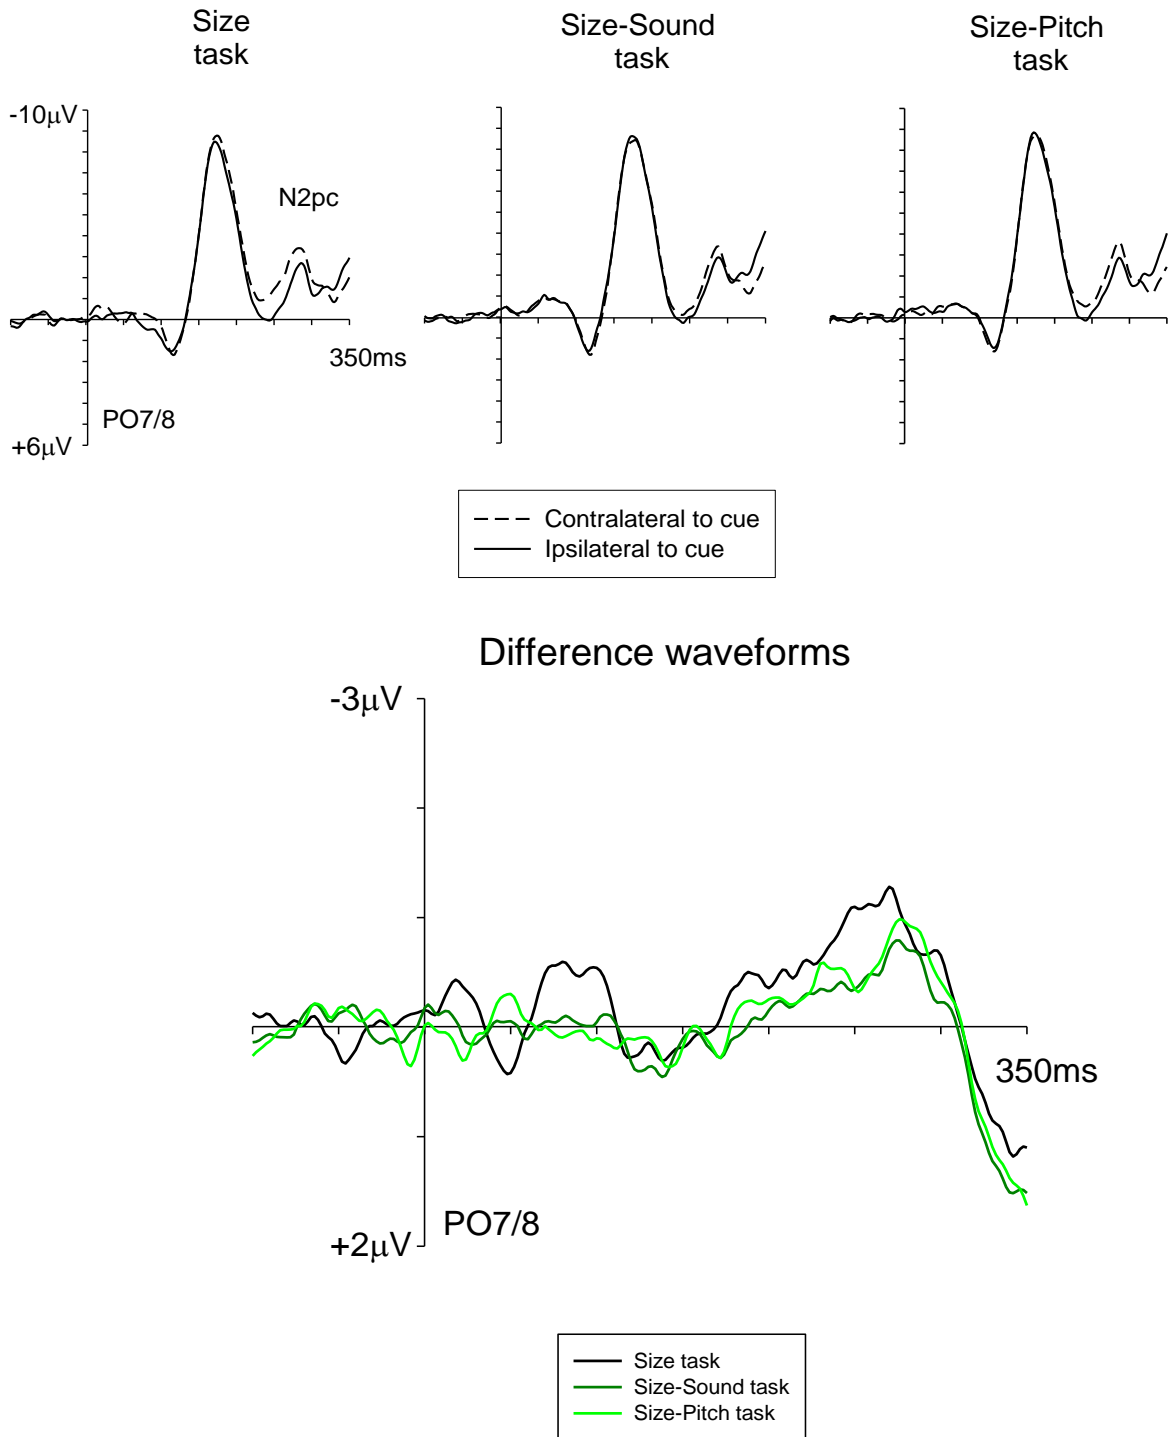 Size
task
Size-Sound
task
Size-Pitch
task
-10μV
N2pc
350ms
PO7/8
+6μV
Contralateral to cue
Ipsilateral to cue
Difference waveforms
-3μV
350ms
PO7/8
+2μV
Size task
Size-Sound task
Size-Pitch task